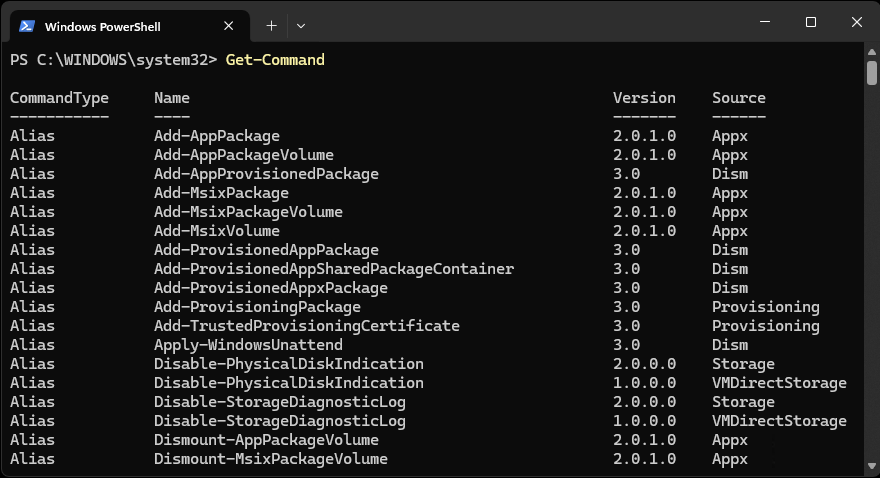 Windows PowerShell
PS C:\WINDOWS\system32> Get-Command
CommandType Name Version Source
----------- ---- ------- ------
Alias Add-AppPackage 2.0.1.0 Appx
Alias Add-AppPackageVolume 2.0.1.0 Appx
Alias Add-AppProvisionedPackage 3.0 Dism
Alias Add-MsixPackage 2.0.1.0 Appx
Alias Add-MsixPackageVolume 2.0.1.0 Appx
Alias Add-MsixVolume 2.0.1.0 Appx
Alias Add-ProvisionedAppPackage 3.0 Dism
Alias Add-ProvisionedAppSharedPackageContainer 3.0 Dism
Alias Add-ProvisionedAppxPackage 3.0 Dism
Alias Add-ProvisioningPackage 3.0 Provisioning
Alias Add-TrustedProvisioningCertificate 3.0 Provisioning
Alias Apply-WindowsUnattend 3.0 Dism
Alias Disable-PhysicalDiskIndication 2.0.0.0 Storage
Alias Disable-PhysicalDiskIndication 1.0.0.0 VMDirectStorage
Alias Disable-StorageDiagnosticLog 2.0.0.0 Storage
Alias Disable-StorageDiagnosticLog 1.0.0.0 VMDirectStorage
Alias Dismount-AppPackageVolume 2.0.1.0 Appx
Alias Dismount-MsixPackageVolume 2.0.1.0 Appx